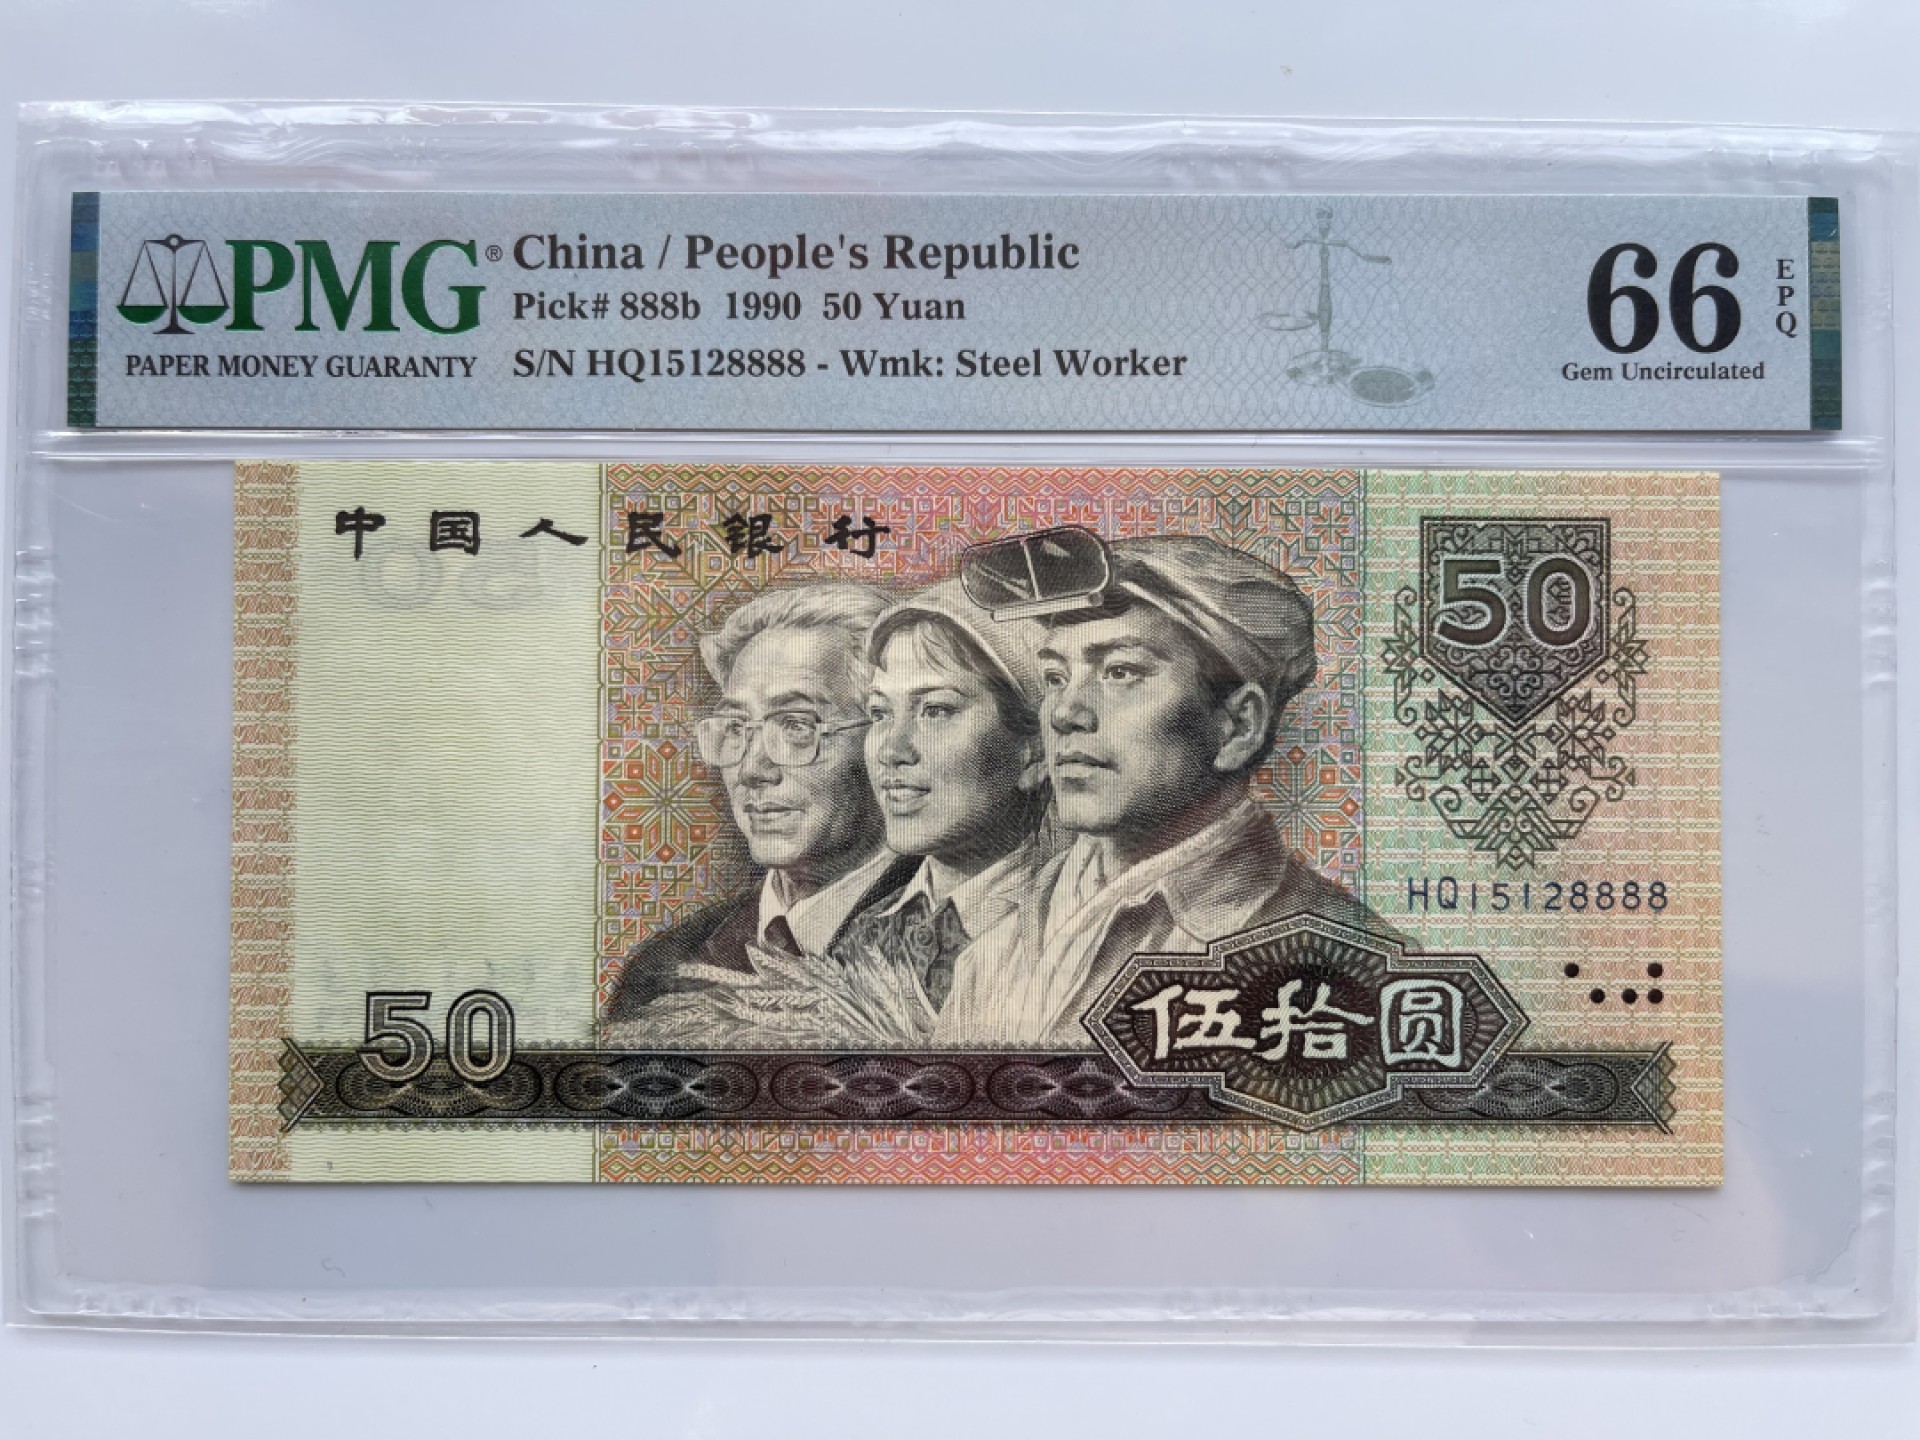 PMG®
PAPER MONEY GUARANTY
China / People's Republic
Pick# 888b 1990 50 Yuan
S/N HQ15128888 - Wmk: Steel Worker
66
EPQ
Gem Uncirculated
中国人民银行
50
HQ15128888
50
伍拾圆